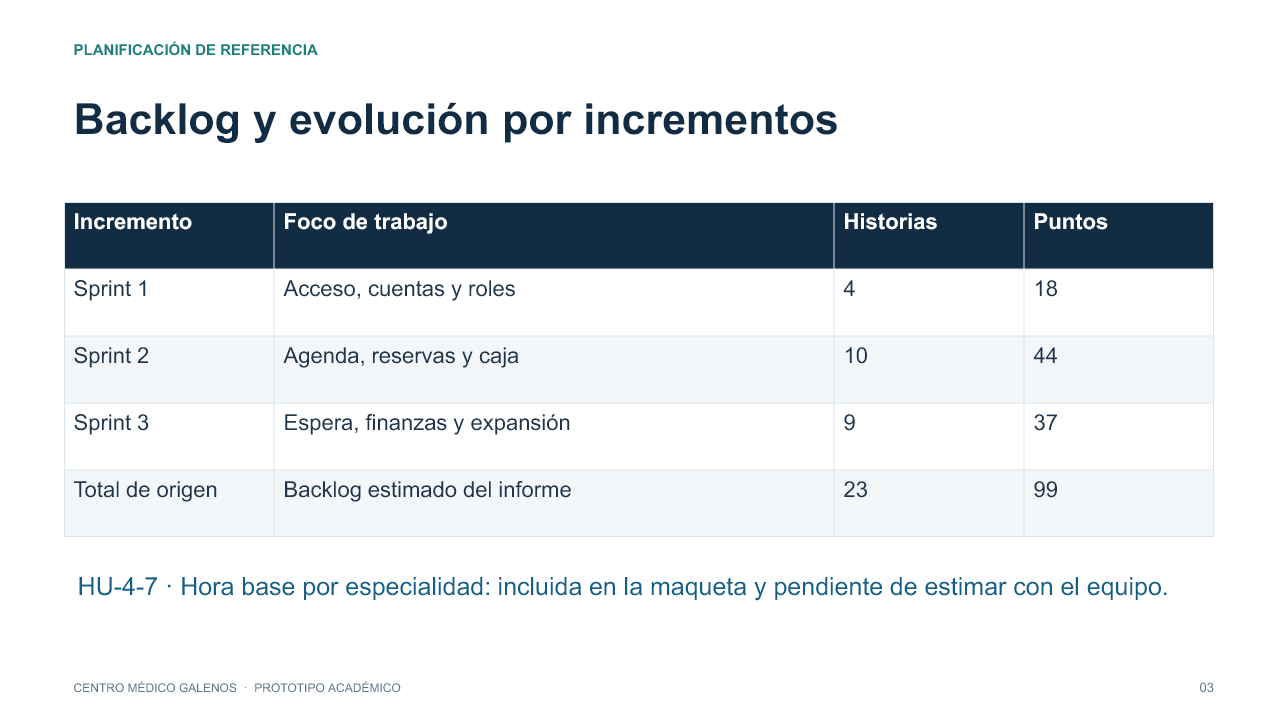 PLANIFICACIÓN DE REFERENCIA
Backlog y evolución por incrementos
Incremento Foco de trabajo Historias Puntos
Sprint 1 Acceso, cuentas y roles 4 18
Sprint 2 Agenda, reservas y caja 10 44
Sprint 3 Espera, finanzas y expansión 9 37
Total de origen Backlog estimado del informe 23 99
HU-4-7 · Hora base por especialidad: incluida en la maqueta y pendiente de estimar con el equipo.
CENTRO MÉDICO GALENOS · PROTOTIPO ACADÉMICO 03